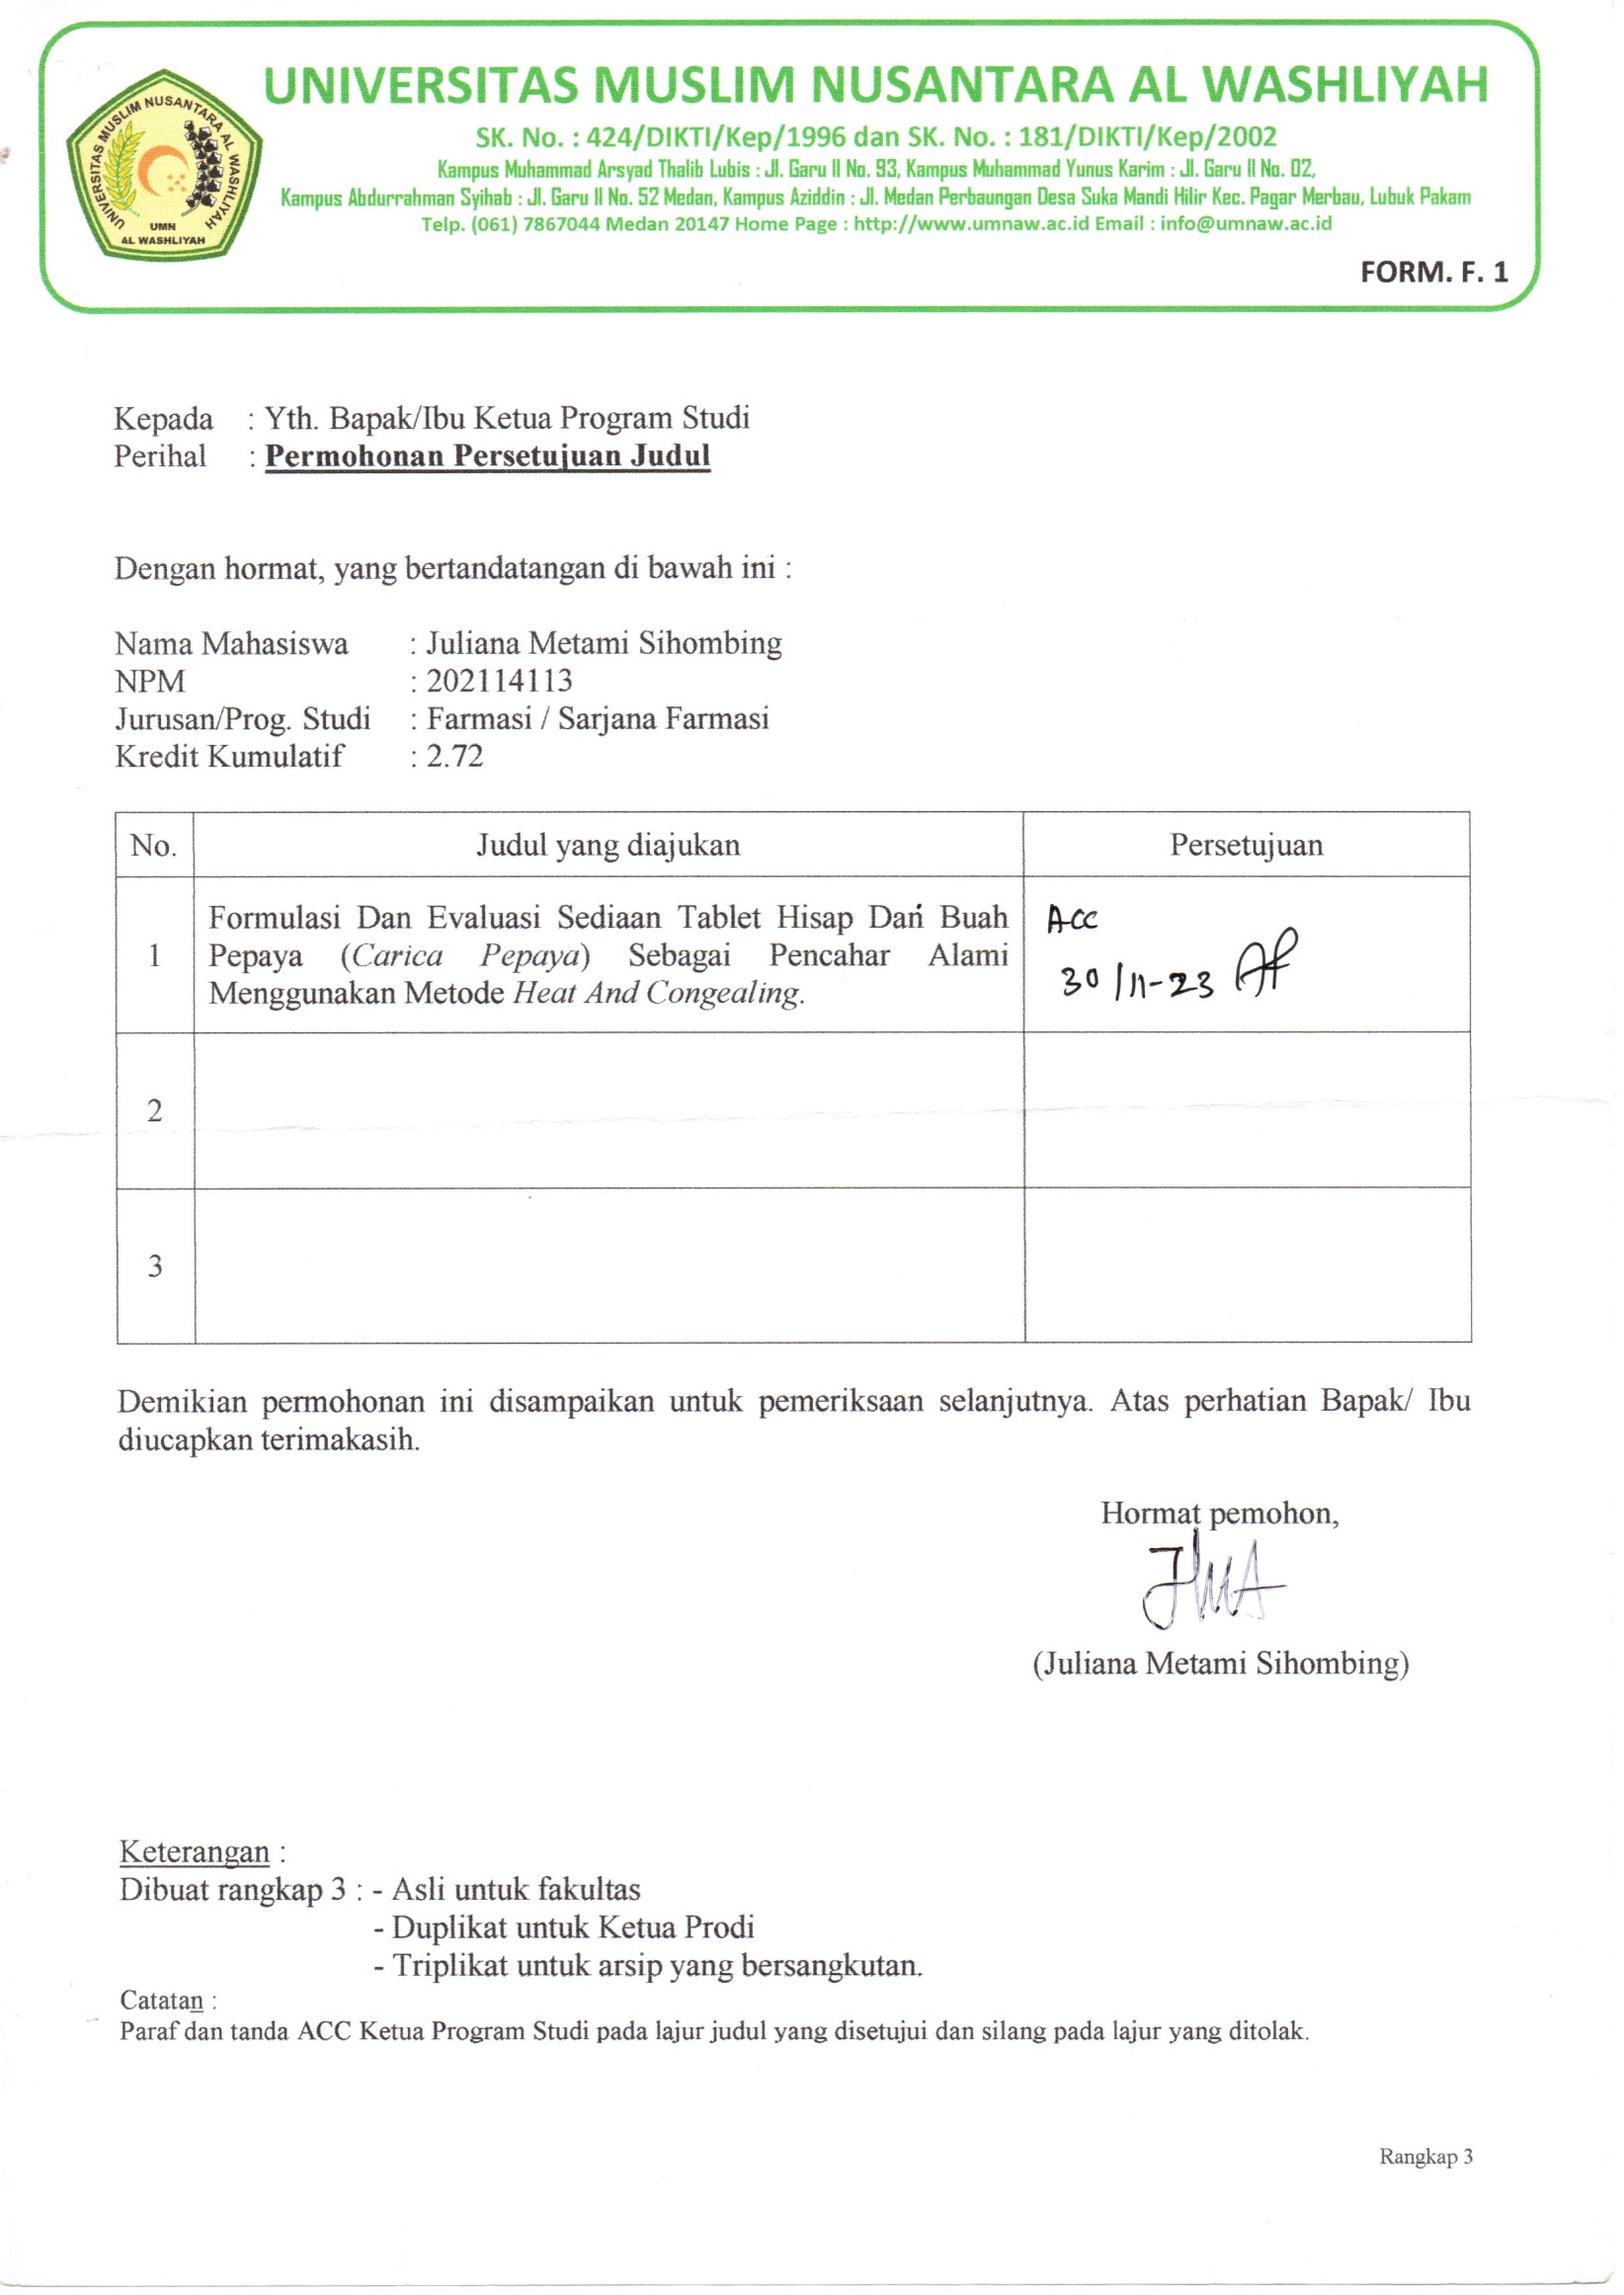 UNIVERSITAS MUSLIM NUSANTARA AL WASHLIYAH
SK. No. : 424/DIKTI/Kep/1996 dan SK. No. : 181/DIKTI/Kep/2002
Kampus Muhammad Arsyad Thalib Lubis : Jl. Garu II No. 93, Kampus Muhammad Yunus Karim : Jl. Garu II No. 02,
Kampus Abdurrahman Syihab : Jl. Garu II No. 52 Medan, Kampus Aziddin : Jl. Medan Perbaungan Desa Suka Mandi Hilir Kec. Pagar Merbau, Lubuk Pakam
Telp. (061) 7867044 Medan 20147 Home Page : http://www.umnaw.ac.id Email : info@umnaw.ac.id
UNIVERSITAS MUSLIM NUSANTARA AL WASHLIYAH
UMN
AL WASHLIYAH
FORM. F. 1
Kepada : Yth. Bapak/Ibu Ketua Program Studi
Perihal : Permohonan Persetujuan Judul
Dengan hormat, yang bertandatangan di bawah ini :
Nama Mahasiswa : Juliana Metami Sihombing
NPM : 202114113
Jurusan/Prog. Studi : Farmasi / Sarjana Farmasi
Kredit Kumulatif : 2.72
No. Judul yang diajukan Persetujuan
1
Formulasi Dan Evaluasi Sediaan Tablet Hisap Dari Buah
Pepaya (Carica Pepaya) Sebagai Pencahar Alami
Menggunakan Metode Heat And Congealing.
ACC
30/11-23
2
3
Demikian permohonan ini disampaikan untuk pemeriksaan selanjutnya. Atas perhatian Bapak/ Ibu
diucapkan terimakasih.
Hormat pemohon,
(Juliana Metami Sihombing)
Keterangan :
Dibuat rangkap 3 : - Asli untuk fakultas
- Duplikat untuk Ketua Prodi
- Triplikat untuk arsip yang bersangkutan.
Catatan :
Paraf dan tanda ACC Ketua Program Studi pada lajur judul yang disetujui dan silang pada lajur yang ditolak.
Rangkap 3